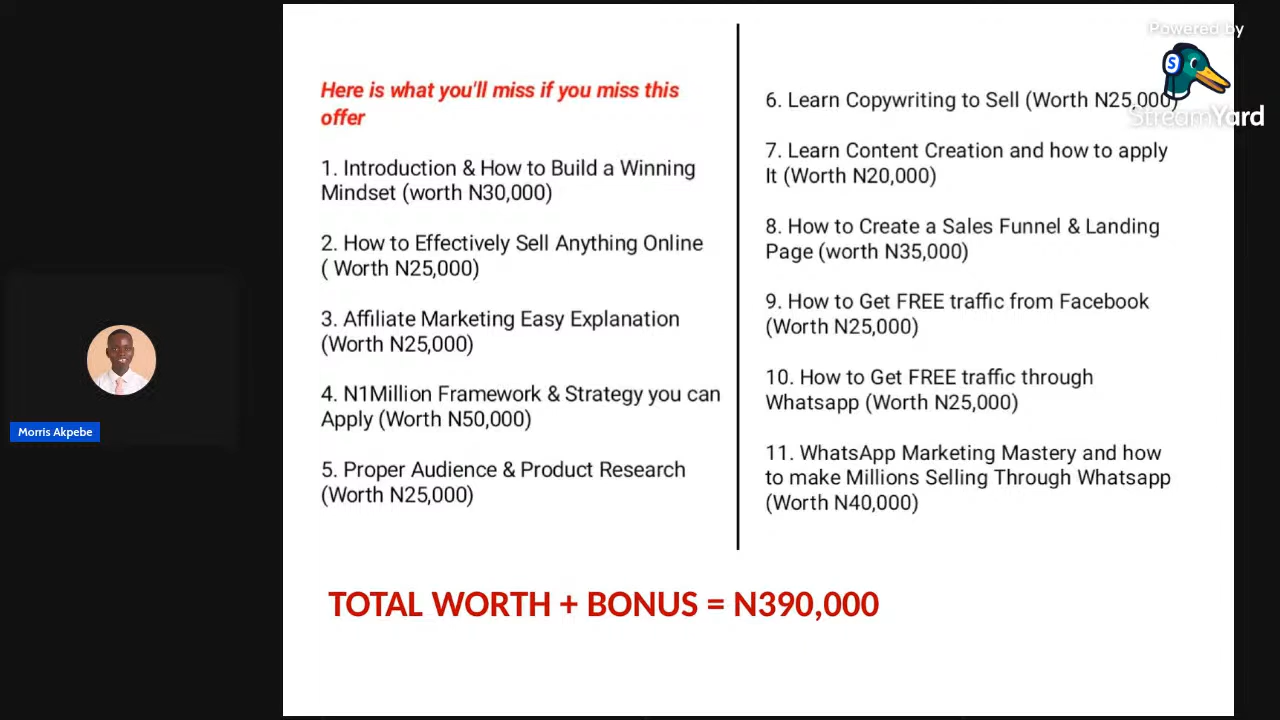 Here is what you'll miss if you miss this
offer
1. Introduction & How to Build a Winning
Mindset (worth N30,000)
2. How to Effectively Sell Anything Online
( Worth N25,000)
3. Affiliate Marketing Easy Explanation
(Worth N25,000)
4. N1Million Framework & Strategy you can
Apply (Worth N50,000)
5. Proper Audience & Product Research
(Worth N25,000)
6. Learn Copywriting to Sell (Worth N25,000)
7. Learn Content Creation and how to apply
It (Worth N20,000)
8. How to Create a Sales Funnel & Landing
Page (worth N35,000)
9. How to Get FREE traffic from Facebook
(Worth N25,000)
10. How to Get FREE traffic through
Whatsapp (Worth N25,000)
11. WhatsApp Marketing Mastery and how
to make Millions Selling Through Whatsapp
(Worth N40,000)
TOTAL WORTH + BONUS = N390,000
Morris Akpebe
Powered by
S
StreamYard